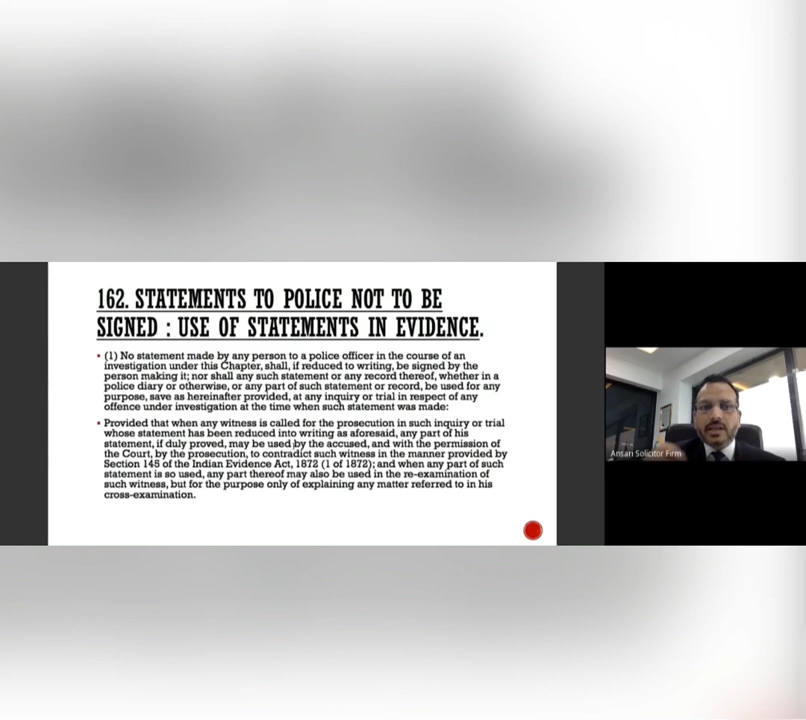 162. STATEMENTS TO POLICE NOT TO BE
SIGNED : USE OF STATEMENTS IN EVIDENCE.
• (1) No statement made by any person to a police officer in the course of an
investigation under this Chapter, shall, if reduced to writing, be signed by the
person making it; nor shall any such statement or any record thereof, whether in a
police diary or otherwise, or any part of such statement or record, be used for any
purpose, save as hereinafter provided, at any inquiry or trial in respect of any
offence under investigation at the time when such statement was made:
• Provided that when any witness is called for the prosecution in such inquiry or trial
whose statement has been reduced into writing as aforesaid, any part of his
statement, if duly proved, may be used by the accused, and with the permission of
the Court, by the prosecution, to contradict such witness in the manner provided by
Section 145 of the Indian Evidence Act, 1872 (1 of 1872); and when any part of such
statement is so used, any part thereof may also be used in the re-examination of
such witness, but for the purpose only of explaining any matter referred to in his
cross-examination.
Ansari Solicitor Firm